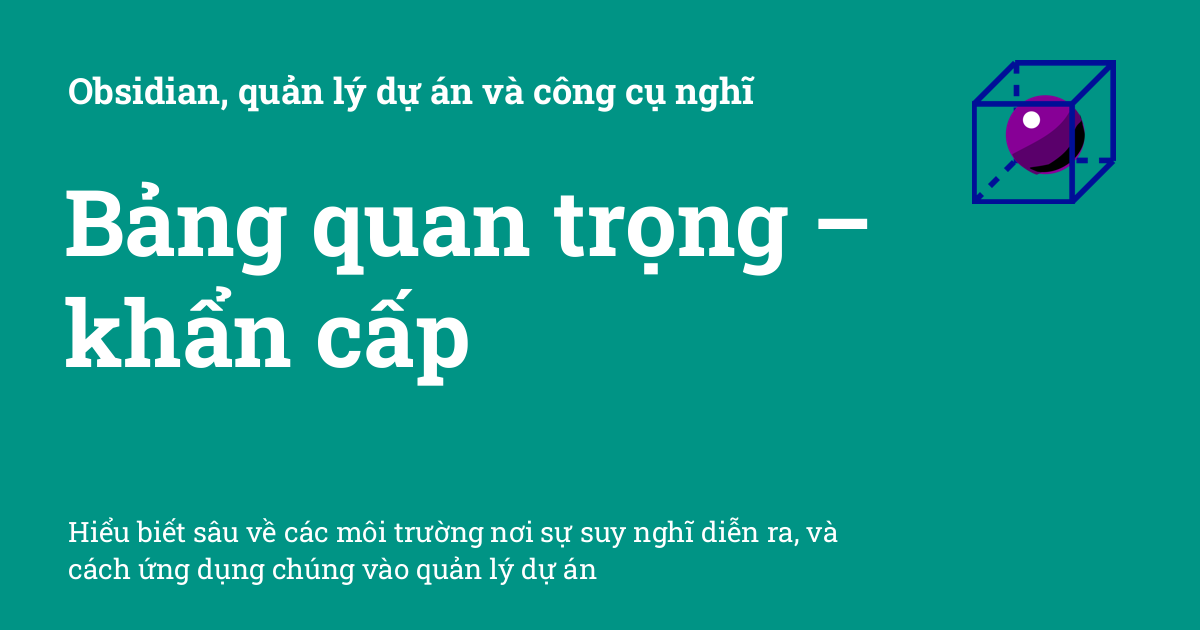 Obsidian, quản lý dự án và công cụ nghĩ
Bảng quan trọng –
khẩn cấp
Hiểu biết sâu về các môi trường nơi sự suy nghĩ diễn ra, và
cách ứng dụng chúng vào quản lý dự án